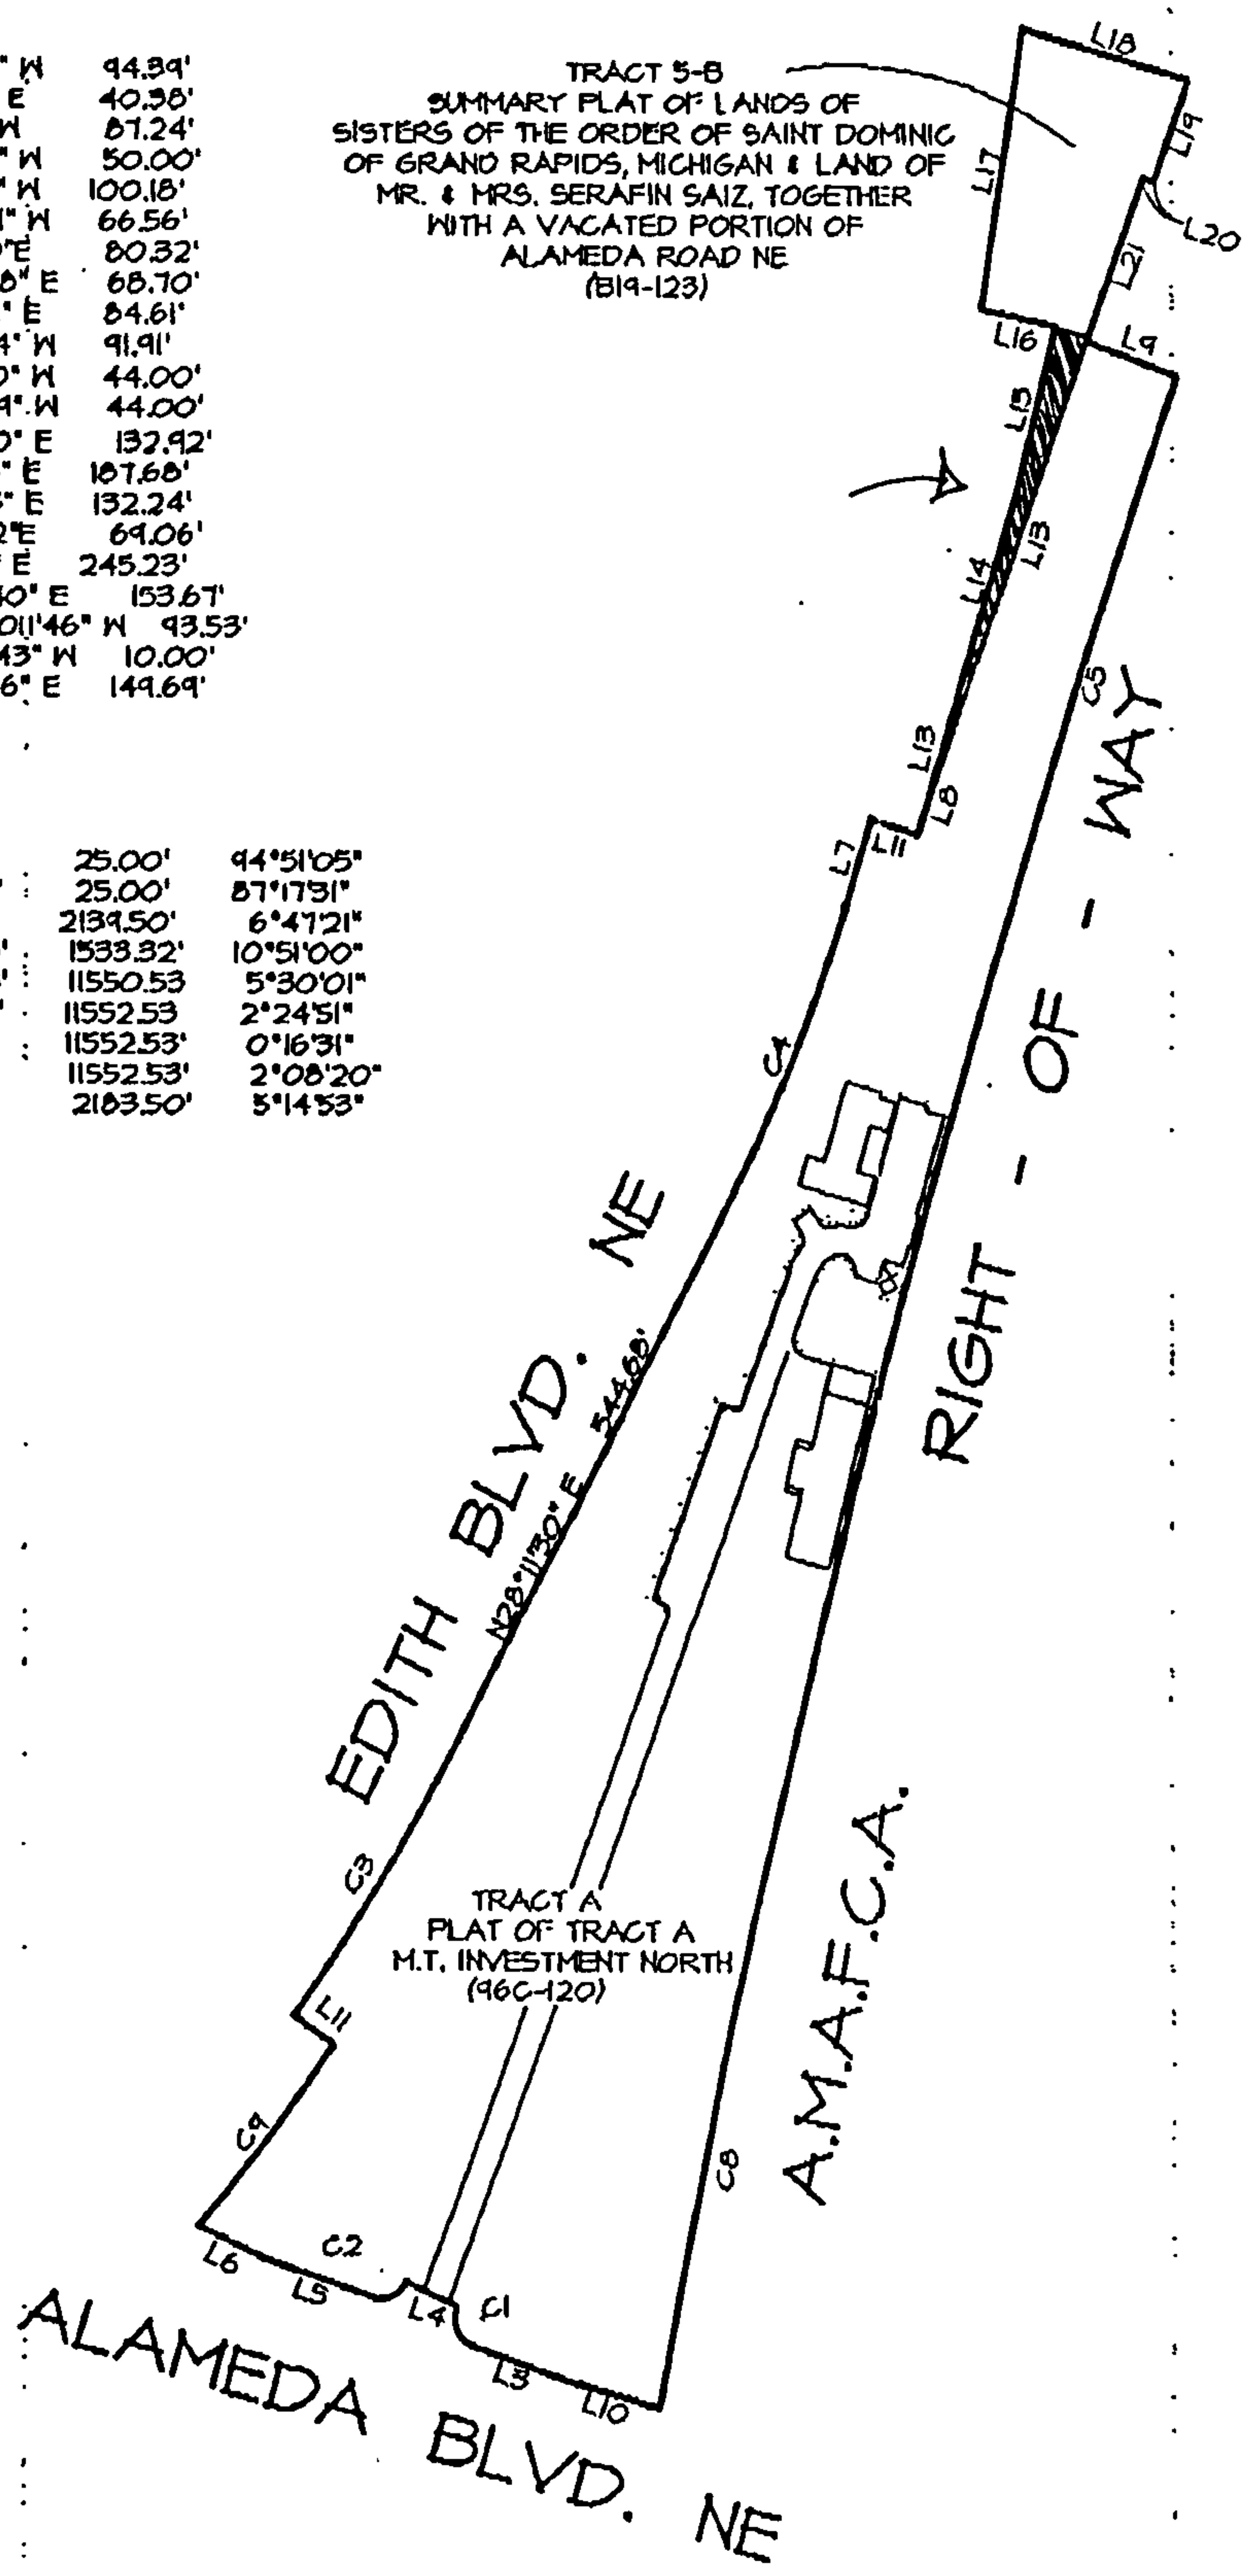 " W 94.39'
E 40.38'
W 87.24'
" W 50.00'
" W 100.18'
1" W 66.56'
0"E 80.32'
8" E 68.70'
" E 84.61'
4" W 91.91'
0" W 44.00'
9" W 44.00'
0" E 132.92'
" E 187.68'
" E 132.24'
2"E 69.06'
" E 245.23'
40" E 153.67'
011'46" W 93.53'
43" W 10.00'
6" E 149.69'
25.00' 94°51'05"
25.00' 87°17'31"
2139.50' 6°47'21"
1533.32' 10°51'00"
11550.53 5°30'01"
11552.53 2°24'51"
11552.53' 0°16'31"
11552.53' 2°08'20"
2183.50' 5°14'53"
TRACT 5-B
SUMMARY PLAT OF LANDS OF
SISTERS OF THE ORDER OF SAINT DOMINIC
OF GRAND RAPIDS, MICHIGAN & LAND OF
MR. & MRS. SERAFIN SAIZ, TOGETHER
WITH A VACATED PORTION OF
ALAMEDA ROAD NE
(B19-123)
L18
L19
L17
L20
L21
L16
L9
L15
L13
L14
C5
L13
L8
L7
L11
C4
RIGHT - OF - WAY
EDITH BLVD. NE
N28°11'30" E 544.68'
C3
TRACT A
PLAT OF TRACT A
M.T. INVESTMENT NORTH
(96C-120)
A.M.A.F.C.A.
L11
C9
C8
C2
L6
L5
L4
C1
L3
L10
ALAMEDA BLVD. NE